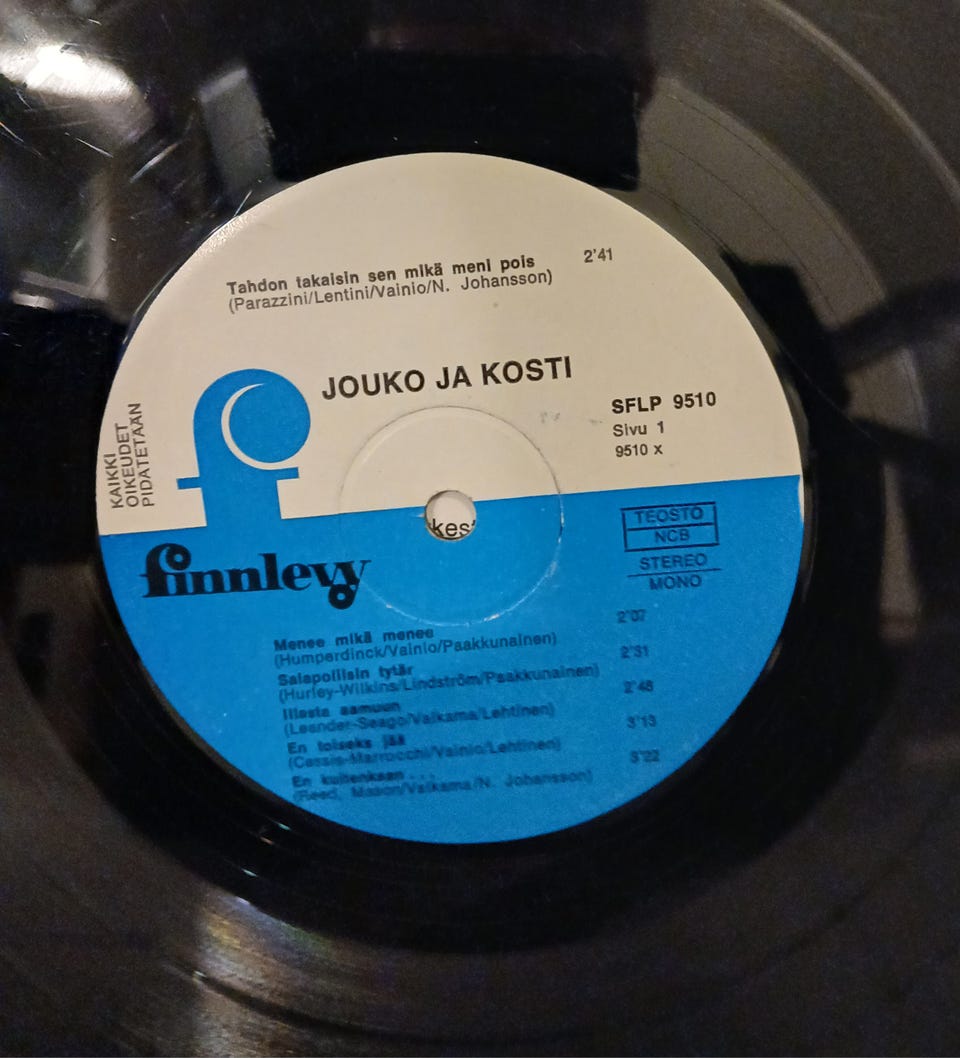 Tahdon takaisin sen mikä meni pois 2'41
(Parazzini/Lentini/Vainio/N. Johansson)
JOUKO JA KOSTI
SFLP 9510
Sivu 1
9510 x
KAIKKI
OIKEUDET
PIDÄTETÄÄN
f
finnlevy
kes
TEOSTO
NCB
STEREO
MONO
Menee mikä menee 2'07
(Humperdinck/Vainio/Paakkunainen)
Salapoliisin tytär 2'31
(Hurley-Wilkins/Lindström/Paakkunainen)
Illasta aamuun 2'48
(Leander-Seago/Valkama/Lehtinen)
En toiseks jää 3'13
(Cassia-Marrocchi/Vainio/Lehtinen)
En kuitenkaan . . . 3'22
(Reed, Mason/Valkama/N. Johansson)